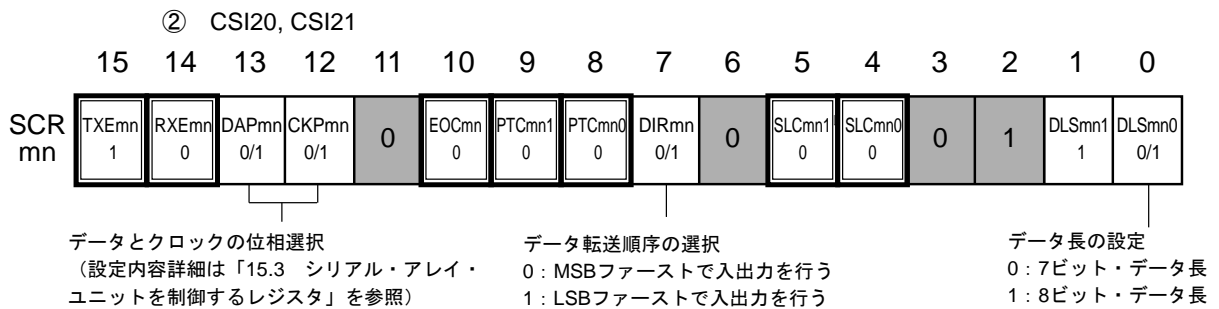 ② CSI20, CSI21
15 14 13 12 11 10 9 8 7 6 5 4 3 2 1 0
SCR
mn
TXEmn RXEmn DAPmn CKPmn 0 EOCmn PTCmn1 PTCmn0 DIRmn 0 SLCmn1 SLCmn0 0 1 DLSmn1 DLSmn0
1 0 0/1 0/1 0 0 0 0/1 0 0 1 0/1
データとクロックの位相選択
(設定内容詳細は「15.3 シリアル・アレイ・
ユニットを制御するレジスタ」を参照)
データ転送順序の選択
0:MSBファーストで入出力を行う
1:LSBファーストで入出力を行う
データ長の設定
0:7ビット・データ長
1:8ビット・データ長